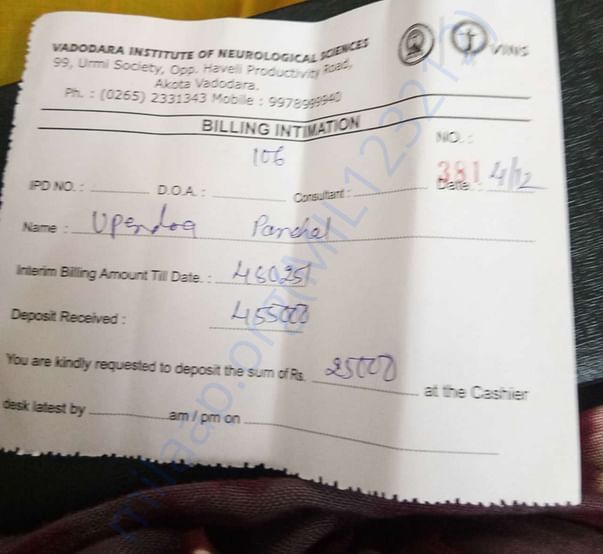 VADODARA INSTITUTE OF NEUROLOGICAL SCIENCES
VINS
99, Urmi Society, Opp. Haveli Productivity Road,
Akota Vadodara.
Ph. : (0265) 2331343 Mobile : 9978999940
BILLING INTIMATION
NO. :
106
381
IPD NO. : D.O.A. : Consultant : Date : 4/12
Name : Upendra Panchal
Interim Billing Amount Till Date. : 480251
Deposit Received : 455000
You are kindly requested to deposit the sum of Rs. 25000 at the Cashier
desk latest by am / pm on